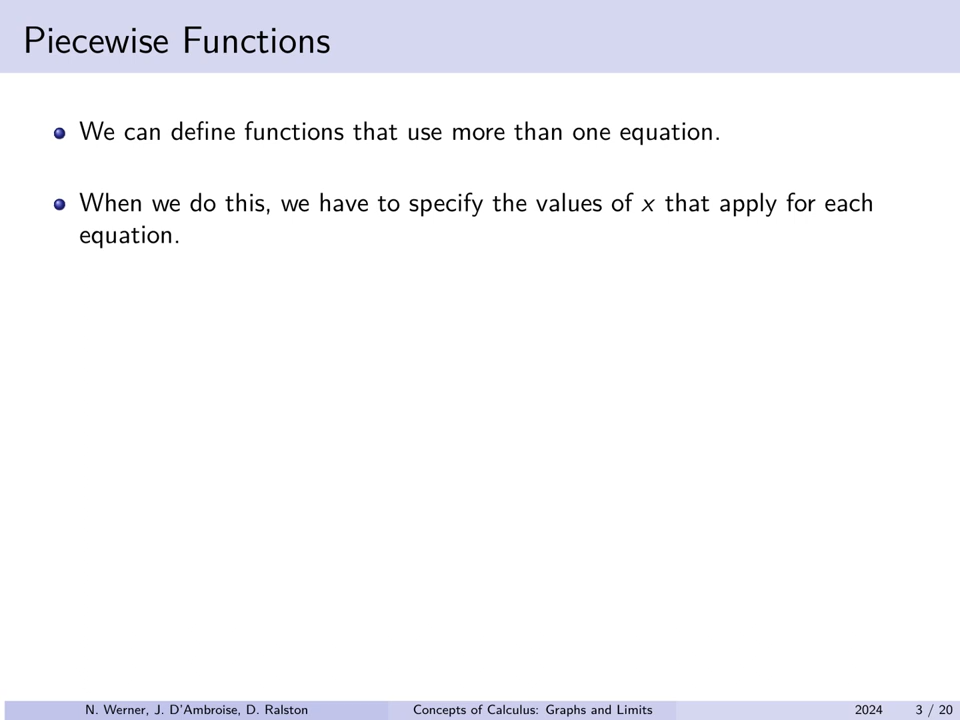 Piecewise Functions
We can define functions that use more than one equation.
When we do this, we have to specify the values of x that apply for each
equation.
N. Werner, J. D'Ambroise, D. Ralston Concepts of Calculus: Graphs and Limits 2024 3 / 20